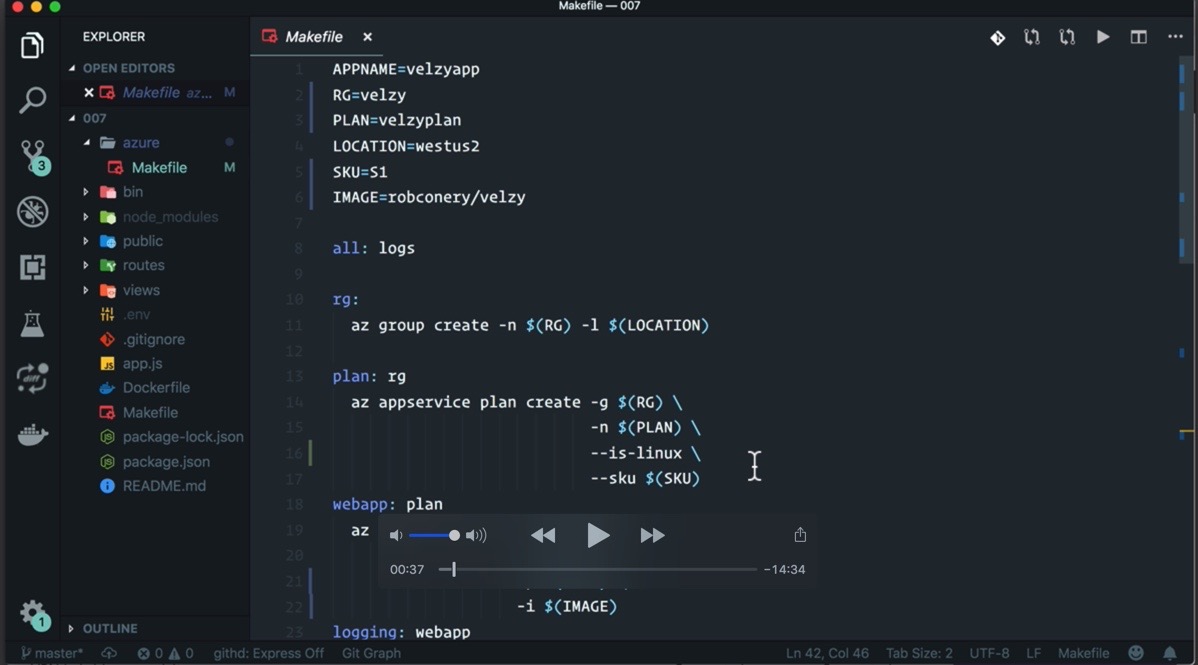 Makefile — 007
EXPLORER
OPEN EDITORS
Makefile az... M
007
azure
Makefile M
bin
node_modules
public
routes
views
.env
.gitignore
app.js
Dockerfile
Makefile
package-lock.json
package.json
README.md
OUTLINE
3
1
Makefile
1 APPNAME=velzyapp
2 RG=velzy
3 PLAN=velzyplan
4 LOCATION=westus2
5 SKU=S1
6 IMAGE=robconery/velzy
7
8 all: logs
9
10 rg:
11 az group create -n $(RG) -l $(LOCATION)
12
13 plan: rg
14 az appservice plan create -g $(RG) \
15 -n $(PLAN) \
16 --is-linux \
17 --sku $(SKU)
18 webapp: plan
19 az
20
21
22 -i $(IMAGE)
23 logging: webapp
00:37 -14:34
master* 0 0 githd: Express Off Git Graph Ln 42, Col 46 Tab Size: 2 UTF-8 LF Makefile